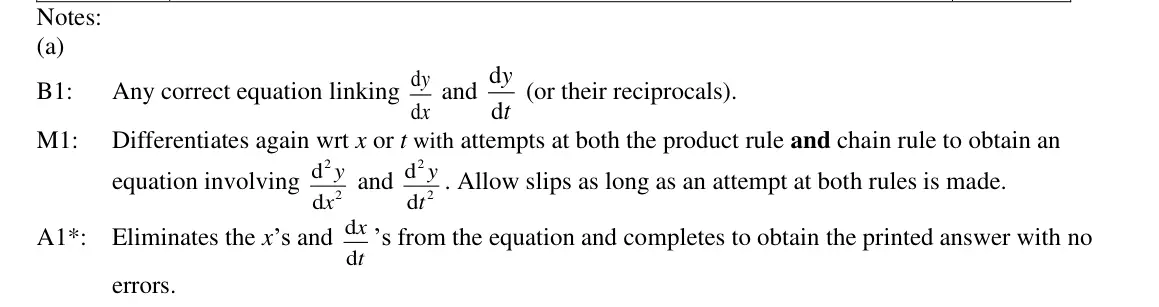 Notes:
(a)
B1: Any correct equation linking dy/dx and dy/dt (or their reciprocals).
M1: Differentiates again wrt x or t with attempts at both the product rule and chain rule to obtain an
equation involving d²y/dx² and d²y/dt² . Allow slips as long as an attempt at both rules is made.
A1*: Eliminates the x's and dx/dt 's from the equation and completes to obtain the printed answer with no
errors.